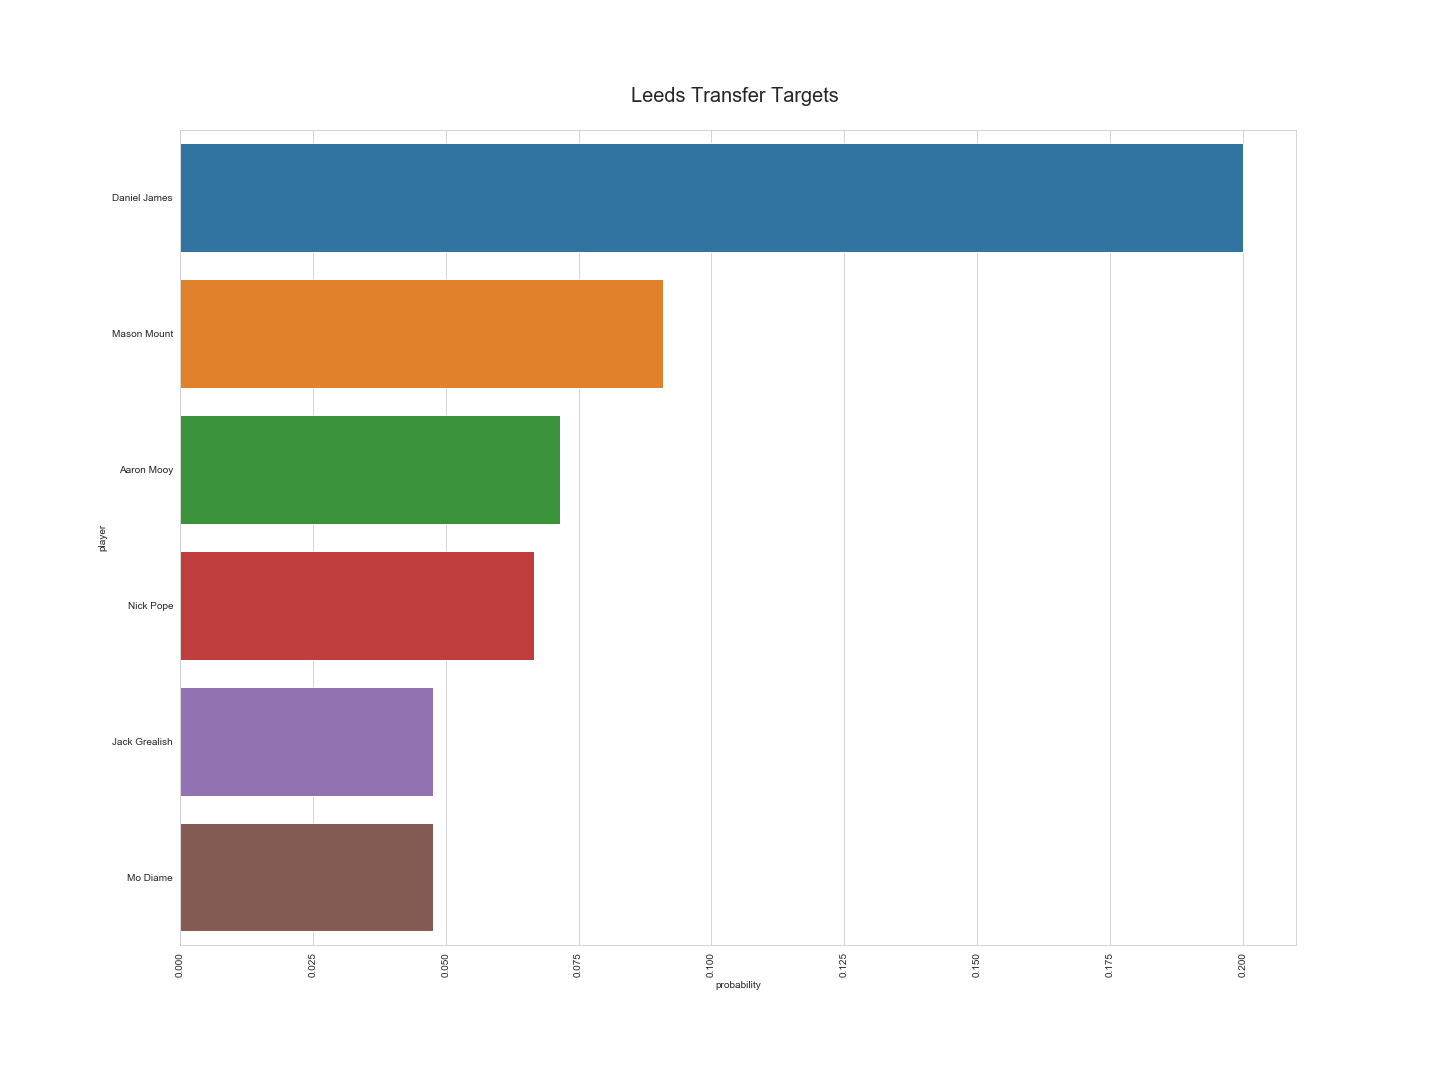 Leeds Transfer Targets
Daniel James
Mason Mount
Aaron Mooy
player
Nick Pope
Jack Grealish
Mo Diame
0.000
0.025
0.050
0.075
0.100
0.125
0.150
0.175
0.200
probability